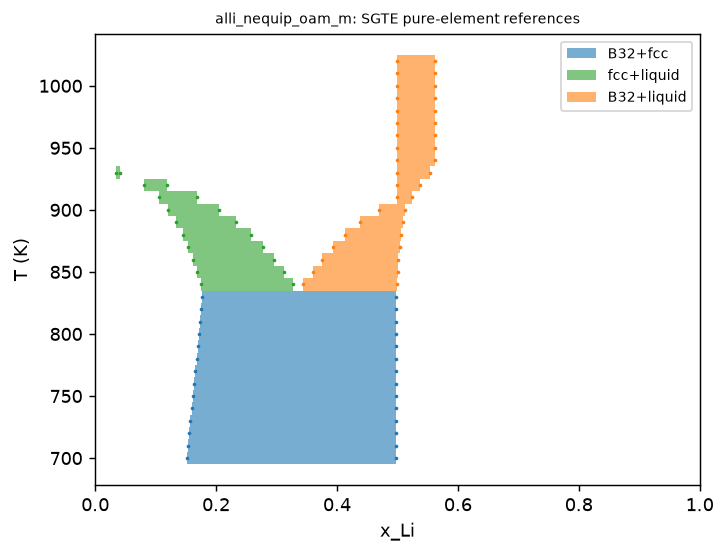 alli_nequip_oam_m: SGTE pure-element references
B32+fcc
fcc+liquid
B32+liquid
T (K)
1000
950
900
850
800
750
700
0.0 0.2 0.4 0.6 0.8 1.0
x_Li